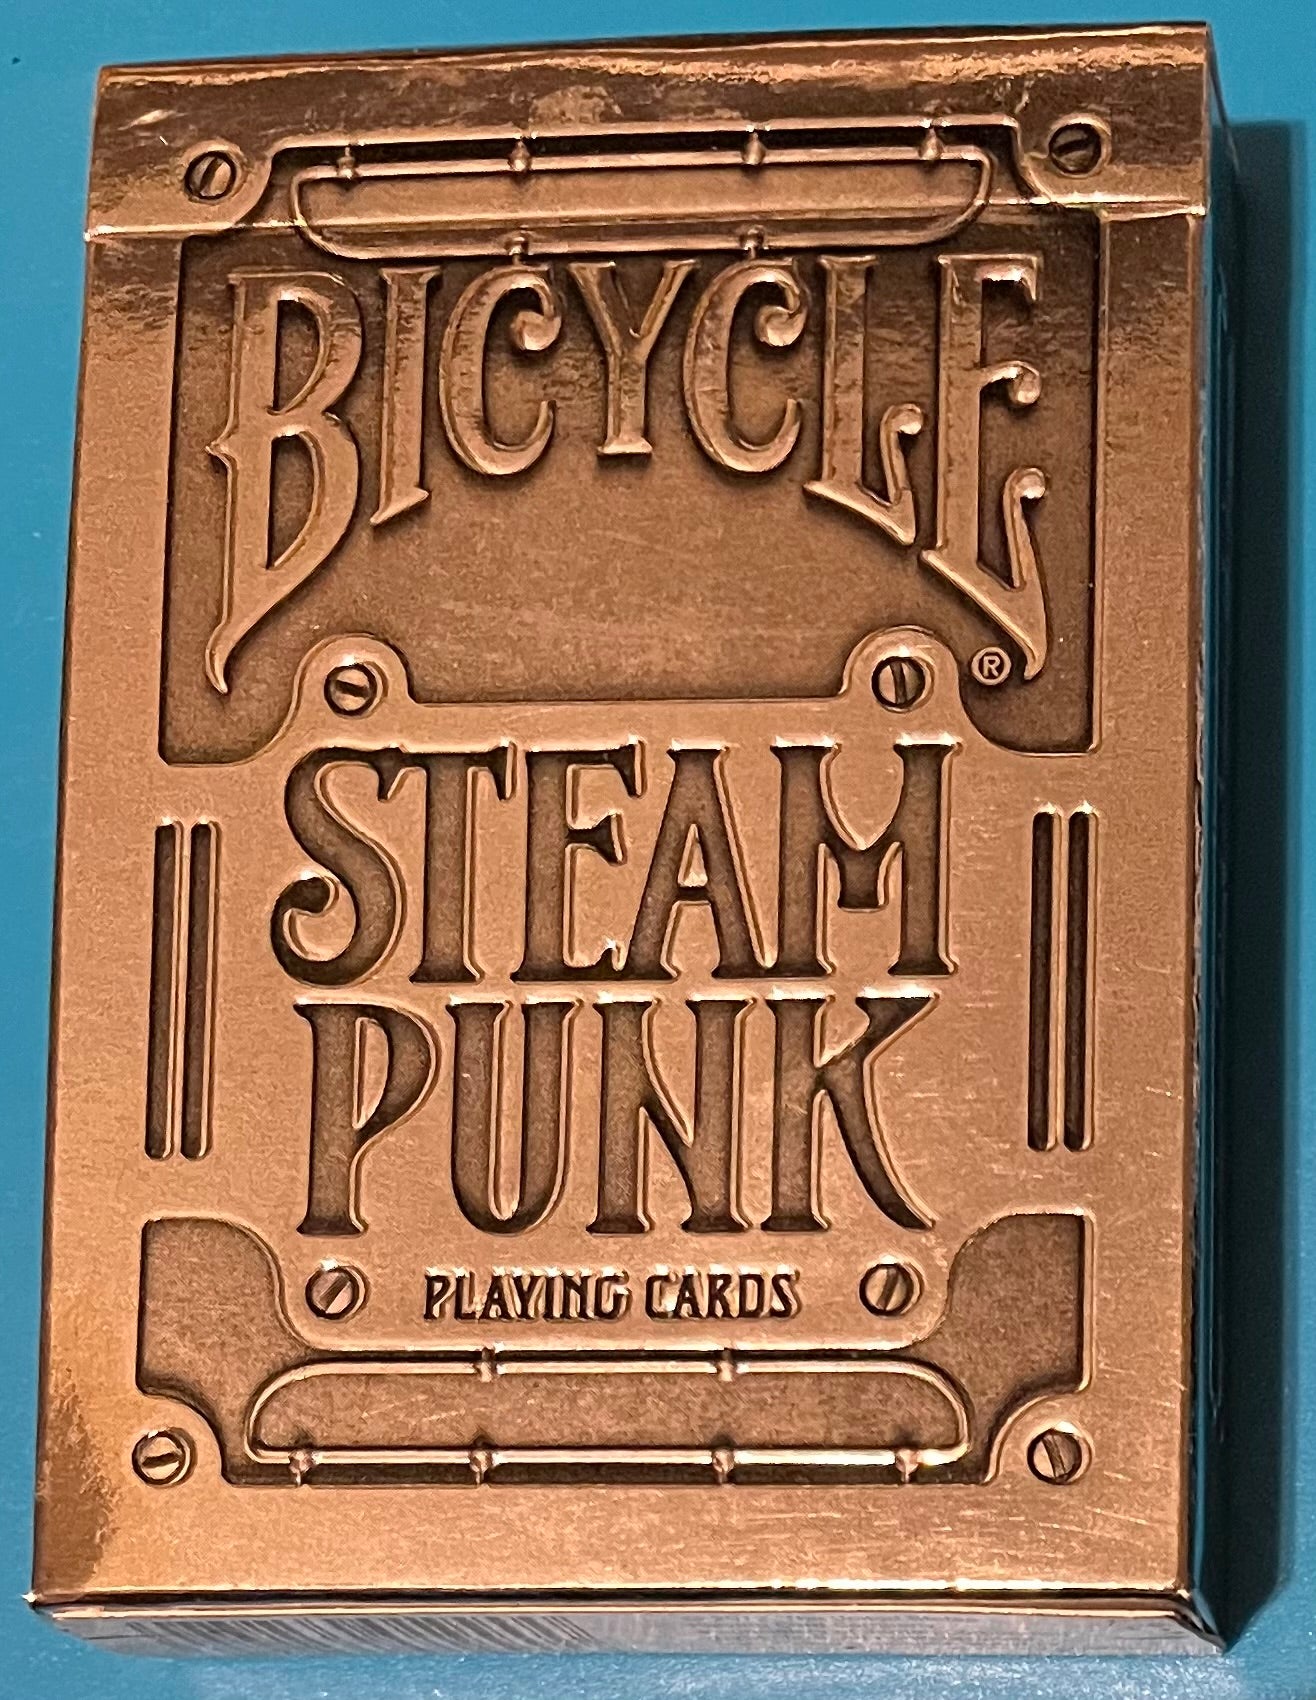 BICYCLE®
STEAM
PUNK
PLAYING CARDS